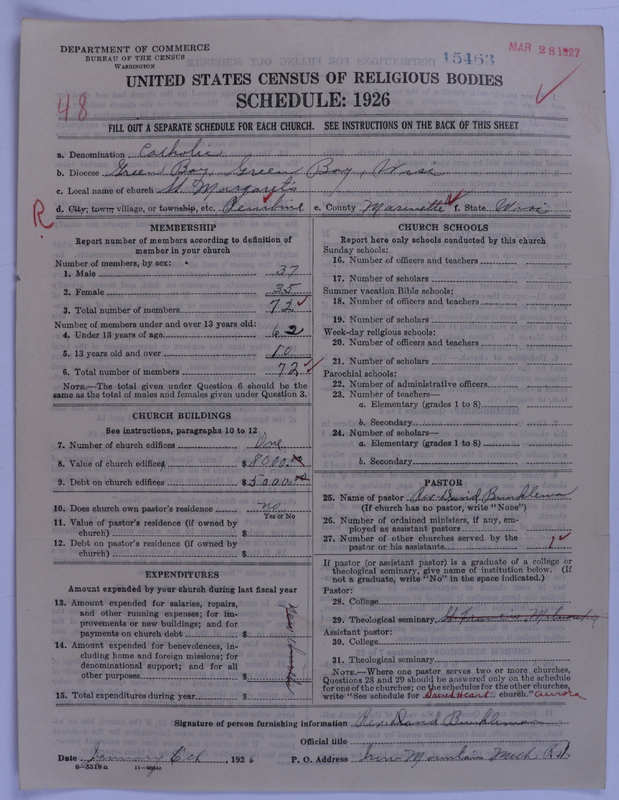 DEPARTMENT OF COMMERCE
BUREAU OF THE CENSUS
WASHINGTON
15463
MAR 28 1927
UNITED STATES CENSUS OF RELIGIOUS BODIES
SCHEDULE: 1926
48
FILL OUT A SEPARATE SCHEDULE FOR EACH CHURCH. SEE INSTRUCTIONS ON THE BACK OF THIS SHEET
a. Denomination Catholic
b. Diocese Green Bay, Green Bay, Wisc
c. Local name of church St. Margaret's
R
d. City, town, village, or township, etc. Pembine e. County Marinette f. State Wisc
MEMBERSHIP
Report number of members according to definition of
member in your church
Number of members, by sex:
1. Male 37
2. Female 35
3. Total number of members 72
Number of members under and over 13 years old:
4. Under 13 years of age 62
5. 13 years old and over 10
6. Total number of members 72
NOTE.—The total given under Question 6 should be the
same as the total of males and females given under Question 3.
CHURCH BUILDINGS
See instructions, paragraphs 10 to 12
7. Number of church edifices One
8. Value of church edifices $8000.00
9. Debt on church edifices $5000.00
10. Does church own pastor's residence no
Yes or No
11. Value of pastor's residence (if owned by
church) $
12. Debt on pastor's residence (if owned by
church) $
EXPENDITURES
Amount expended by your church during last fiscal year
13. Amount expended for salaries, repairs,
and other running expenses; for im-
provements or new buildings; and for
payments on church debt $
14. Amount expended for benevolences, in-
cluding home and foreign missions; for
denominational support; and for all
other purposes $
15. Total expenditures during year $
CHURCH SCHOOLS
Report here only schools conducted by this church
Sunday schools:
16. Number of officers and teachers
17. Number of scholars
Summer vacation Bible schools:
18. Number of officers and teachers
19. Number of scholars
Week-day religious schools:
20. Number of officers and teachers
21. Number of scholars
Parochial schools:
22. Number of administrative officers
23. Number of teachers—
a. Elementary (grades 1 to 8)
b. Secondary
24. Number of scholars—
a. Elementary (grades 1 to 8)
b. Secondary
PASTOR
25. Name of pastor Rev. David
(If church has no pastor, write "None")
26. Number of ordained ministers, if any, em-
ployed as assistant pastors
27. Number of other churches served by the
pastor or his assistants 1
If pastor (or assistant pastor) is a graduate of a college or
theological seminary, give name of institution below. (If
not a graduate, write "No" in the space indicated.)
Pastor:
28. College
29. Theological seminary St. Francis
Assistant pastor:
30. College
31. Theological seminary
NOTE.—Where one pastor serves two or more churches,
Questions 28 and 29 should be answered only on the schedule
for one of the churches; on the schedules for the other churches,
write "See schedule for Sacred Heart church." Aurora
Signature of person furnishing information Rev. David
Official title
Date January 6th, 1926 P. O. Address Iron Mountain Mich